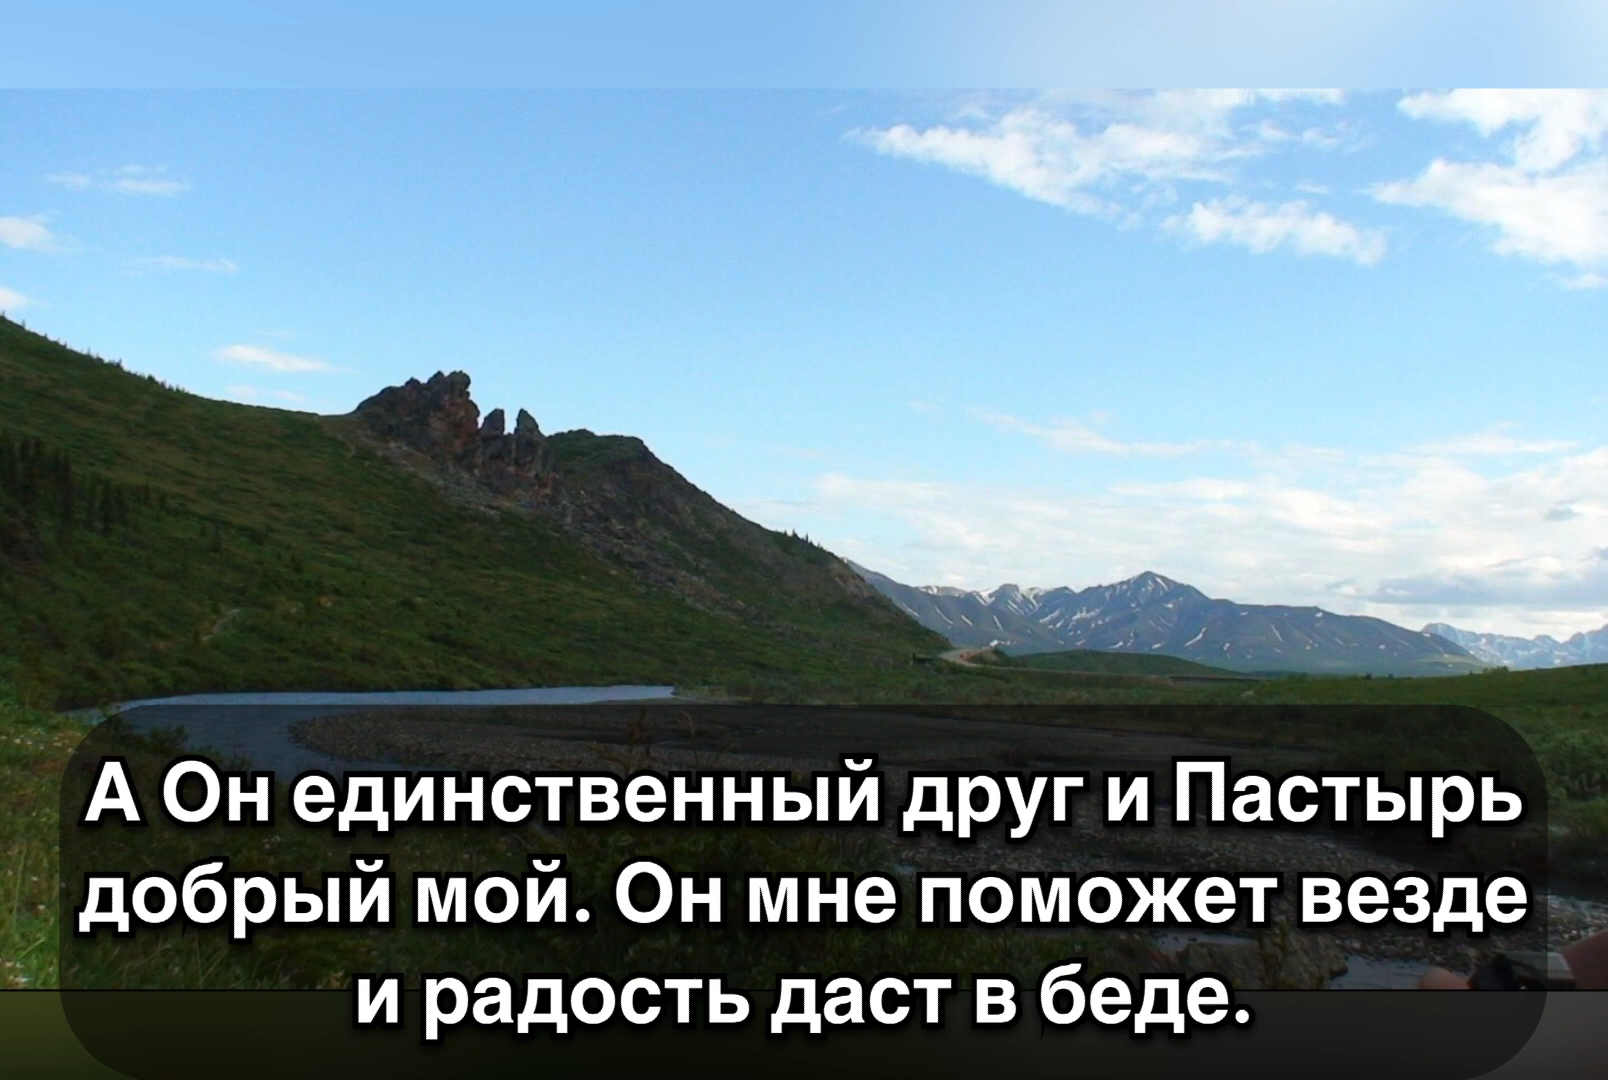 А Он единственный друг и Пастырь
добрый мой. Он мне поможет везде
и радость даст в беде.